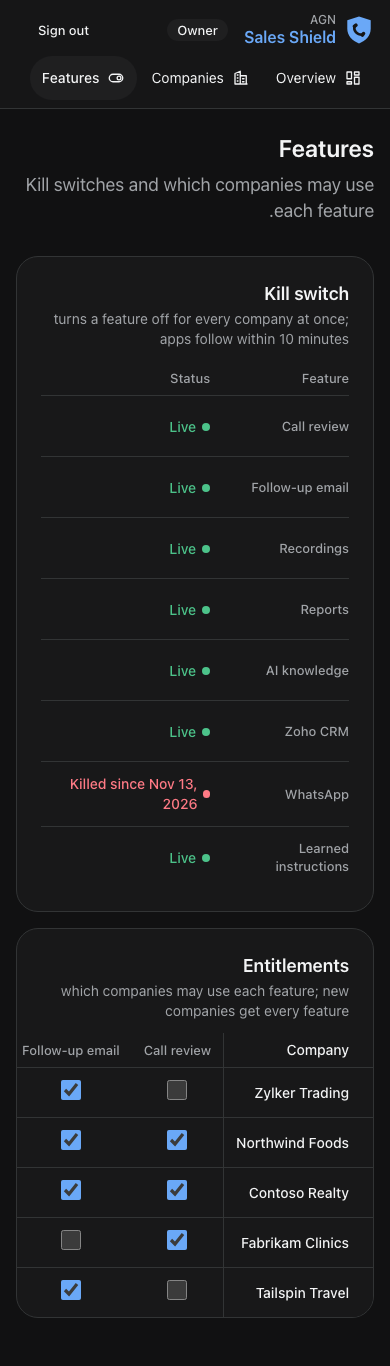 AGN
Sales Shield
Owner
Sign out
Overview
Companies
Features
Features
Kill switches and which companies may use
.each feature
Kill switch
turns a feature off for every company at once;
apps follow within 10 minutes
Feature Status
Call review Live
Follow-up email Live
Recordings Live
Reports Live
AI knowledge Live
Zoho CRM Live
WhatsApp Killed since Nov 13,
2026
Learned
instructions Live
Entitlements
which companies may use each feature; new
companies get every feature
Company Call review Follow-up email
Zylker Trading
Northwind Foods
Contoso Realty
Fabrikam Clinics
Tailspin Travel